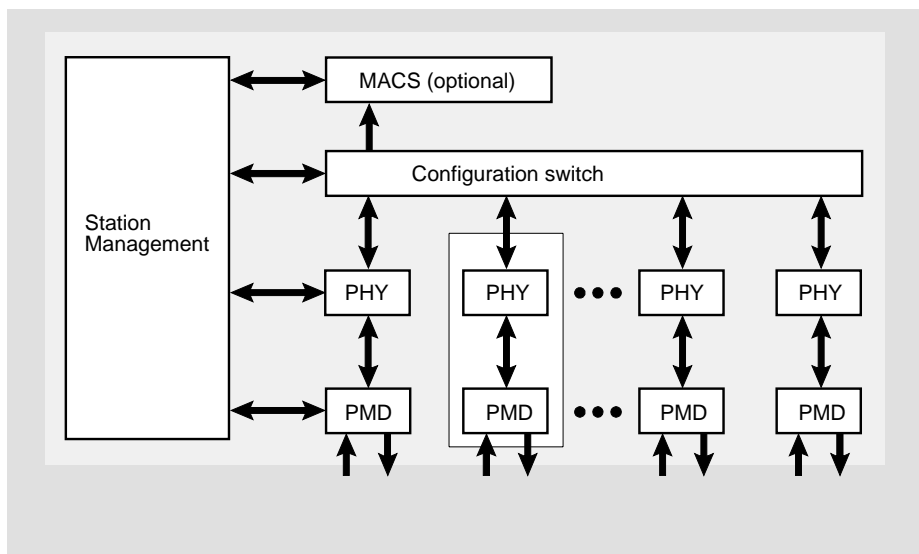 MACS (optional)
Configuration switch
Station
Management
PHY
PHY
PHY
PHY
PMD
PMD
PMD
PMD